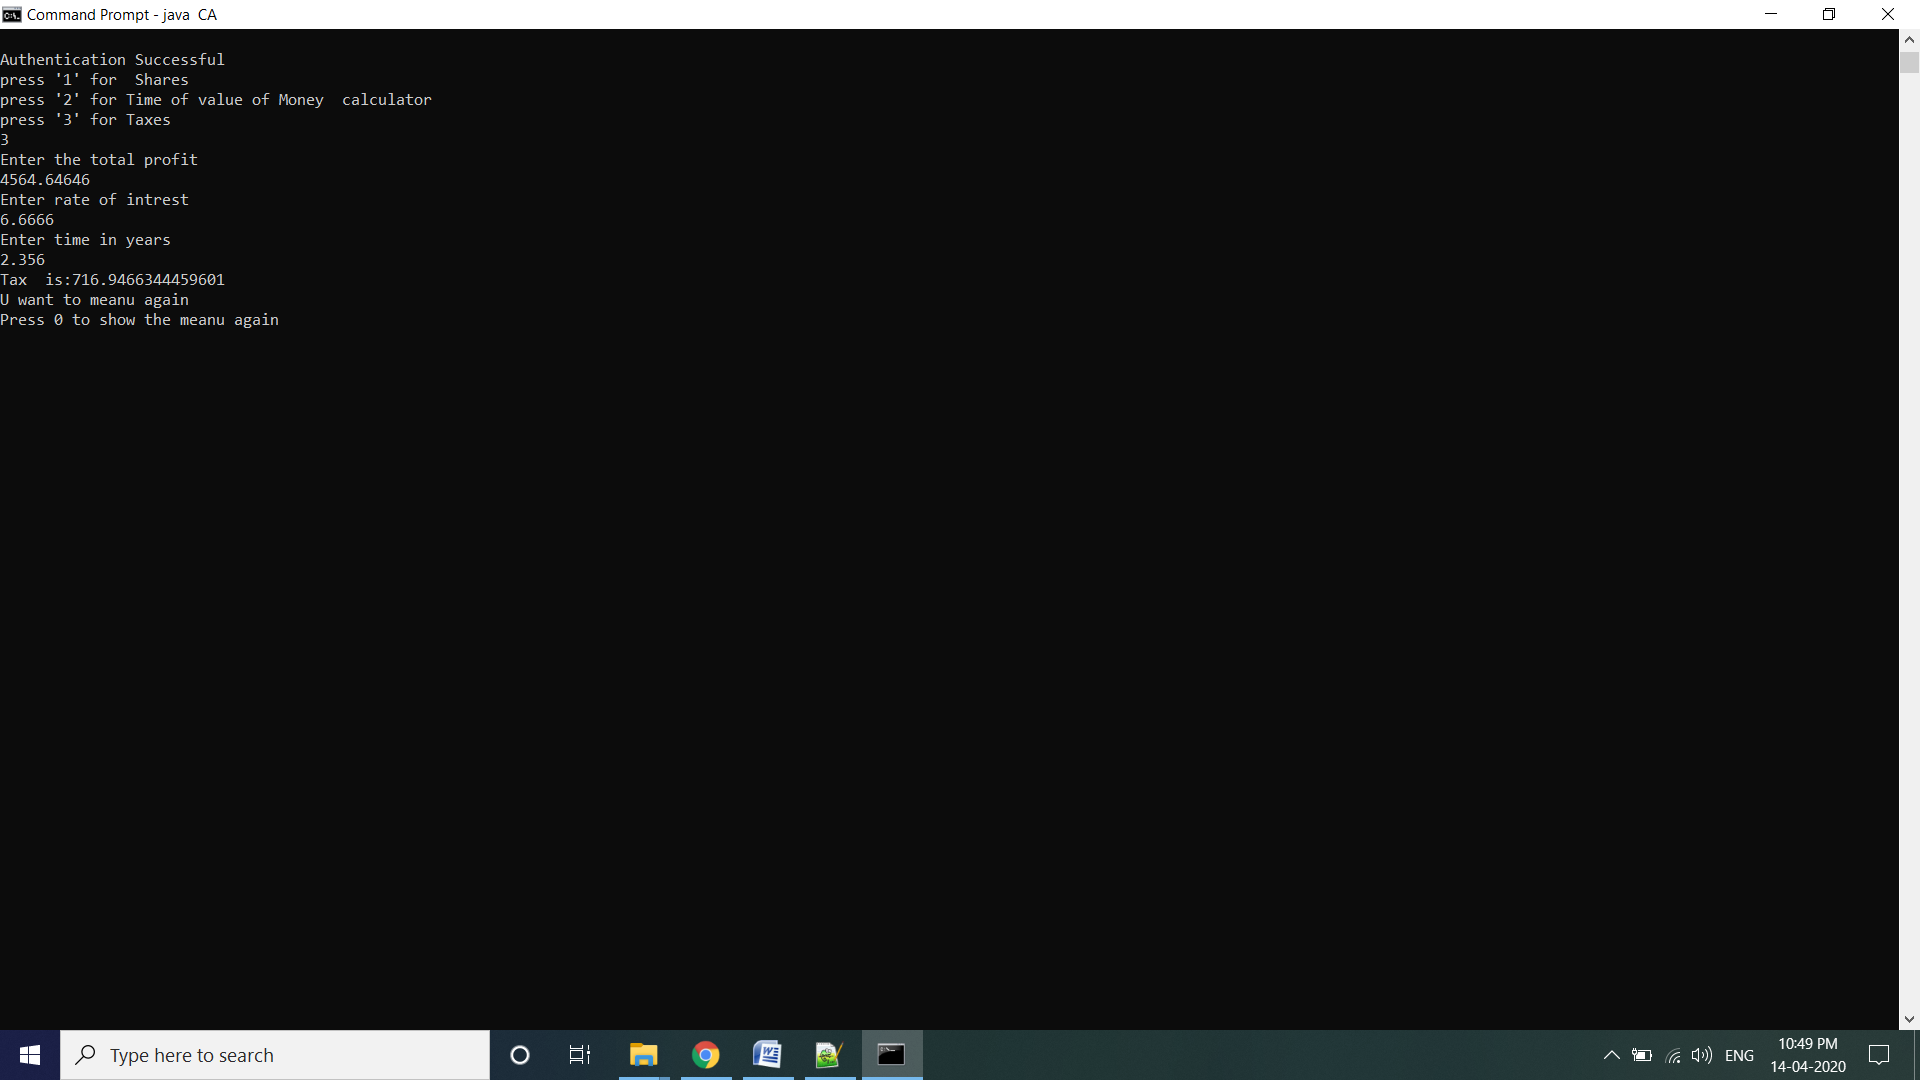 Command Prompt - java  CA
Authentication Successful
press '1' for  Shares
press '2' for Time of value of Money  calculator
press '3' for Taxes
3
Enter the total profit
4564.64646
Enter rate of intrest
6.6666
Enter time in years
2.356
Tax  is:716.9466344459601
U want to meanu again
Press 0 to show the meanu again
Type here to search
ENG
10:49 PM
14-04-2020